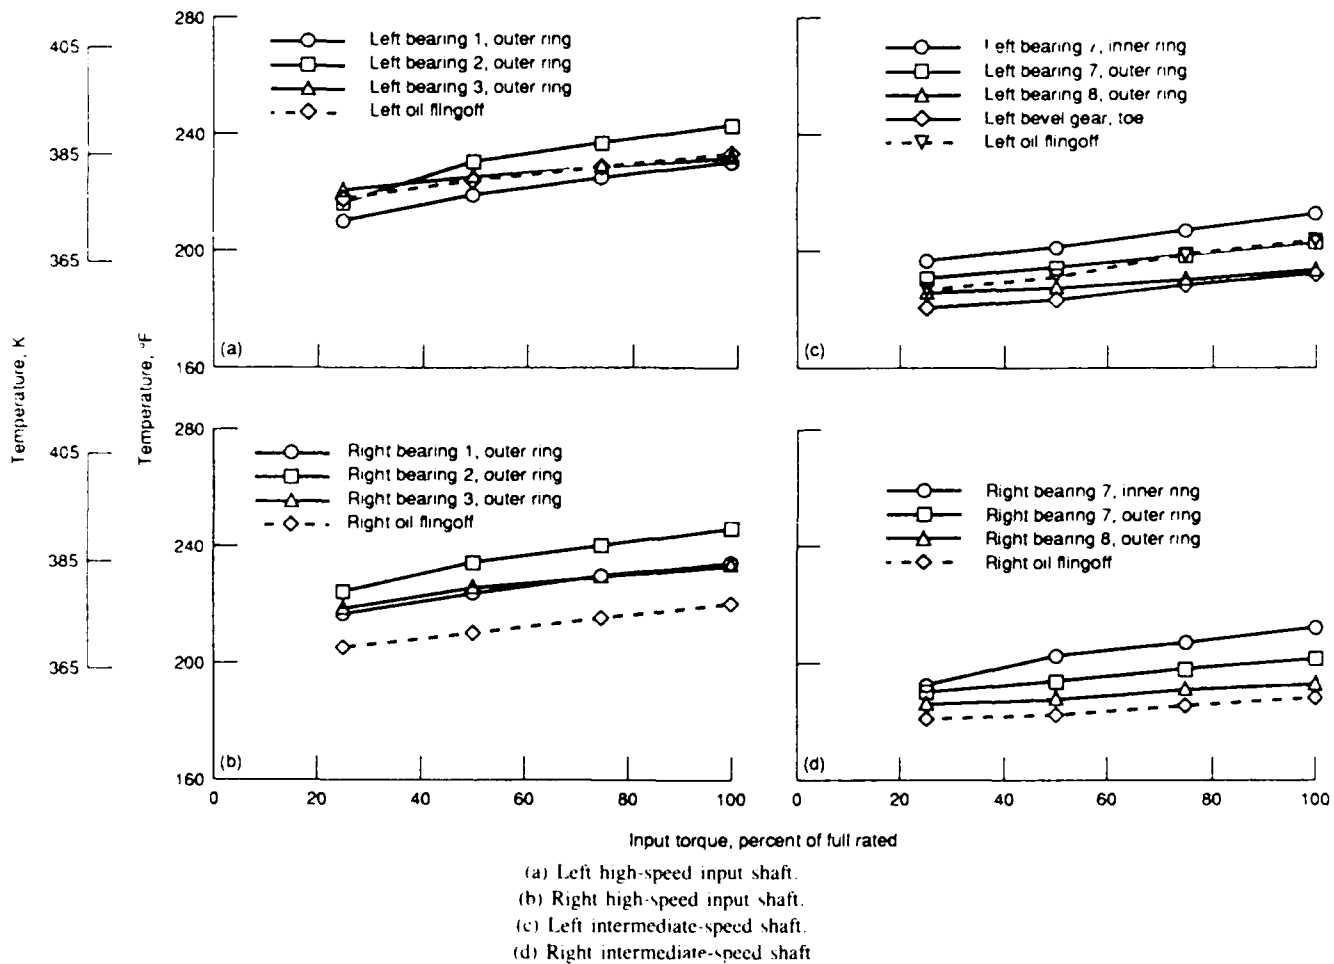 280
405
Left bearing 1, outer ring
Left bearing 2, outer ring
Left bearing 3, outer ring
Left oil flingoff
240
385
200
365
(a)
160
Left bearing 7, inner ring
Left bearing 7, outer ring
Left bearing 8, outer ring
Left bevel gear, toe
Left oil flingoff
(c)
Temperature, K
Temperature, °F
280
405
Right bearing 1, outer ring
Right bearing 2, outer ring
Right bearing 3, outer ring
Right oil flingoff
240
385
200
365
(b)
160
0 20 40 60 80 100
Right bearing 7, inner ring
Right bearing 7, outer ring
Right bearing 8, outer ring
Right oil flingoff
(d)
0 20 40 60 80 100
Input torque, percent of full rated
(a) Left high-speed input shaft.
(b) Right high-speed input shaft.
(c) Left intermediate-speed shaft.
(d) Right intermediate-speed shaft